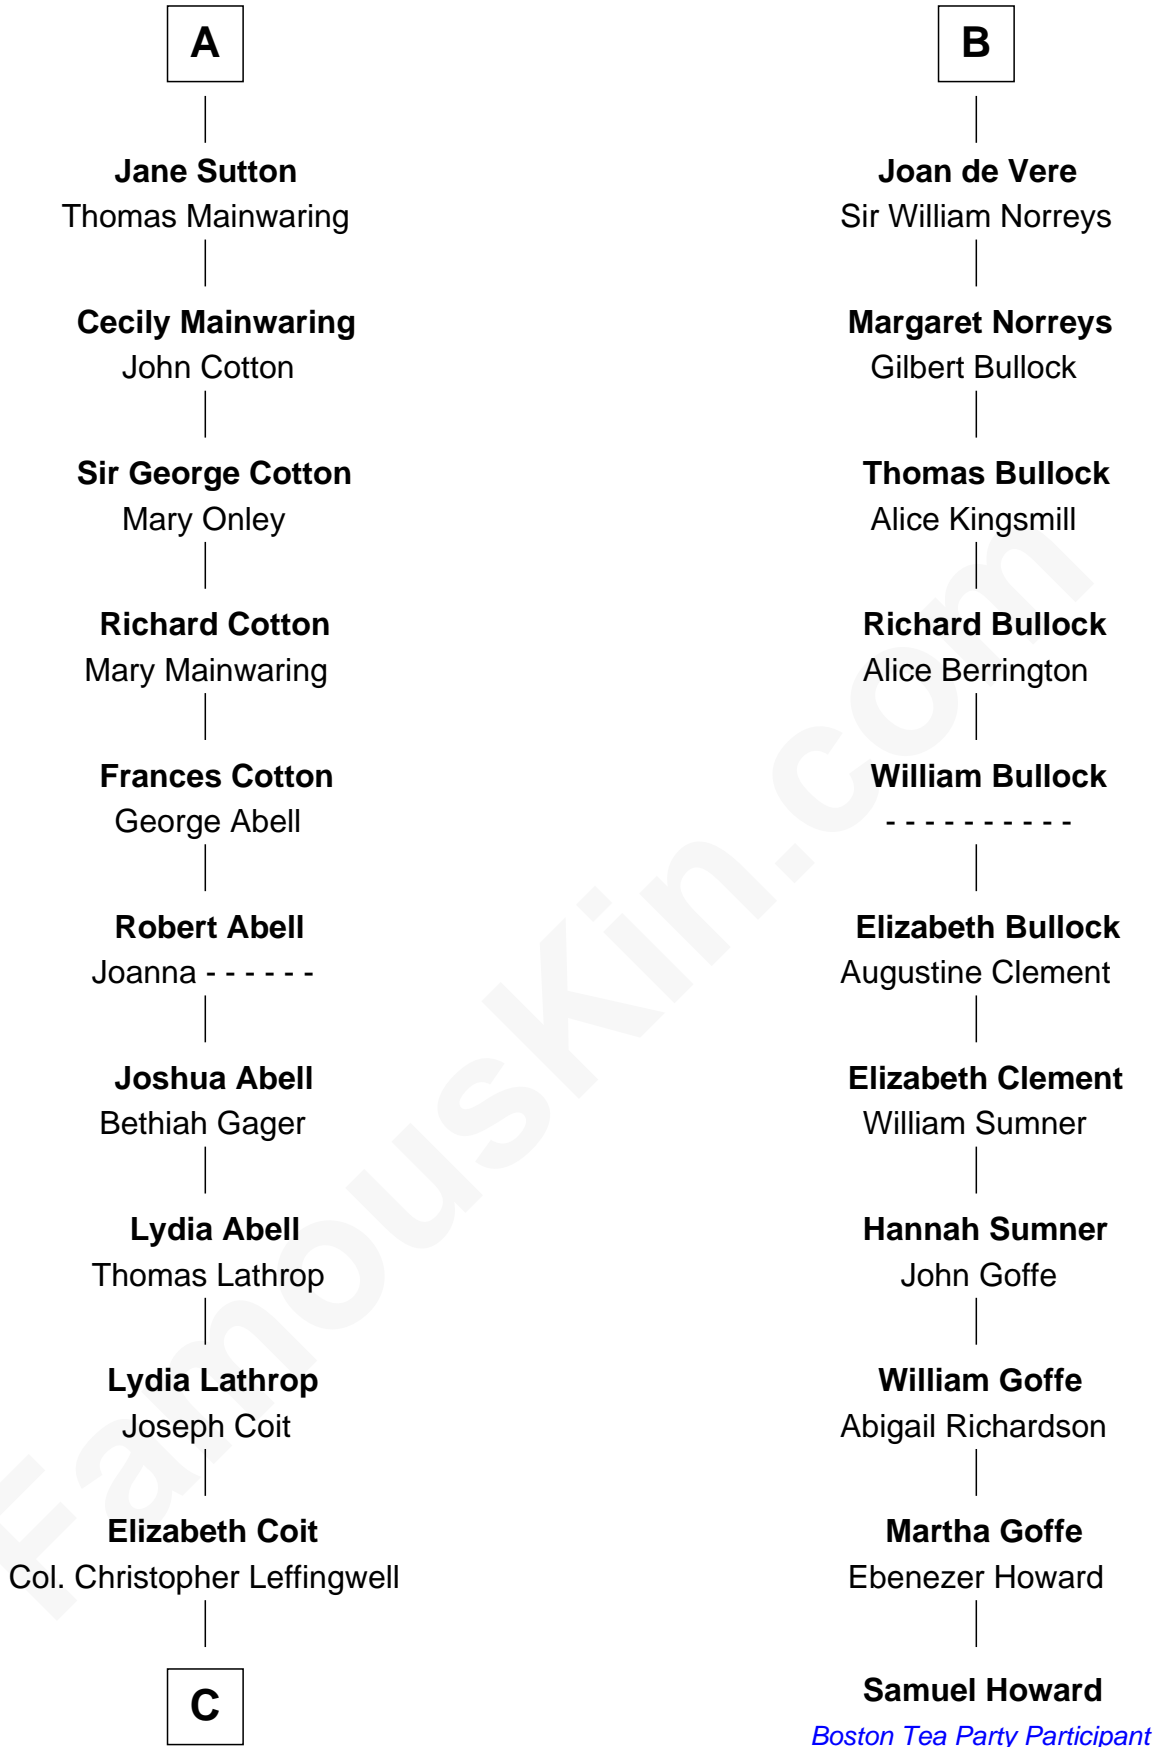 A
Jane Sutton
Thomas Mainwaring
Cecily Mainwaring
John Cotton
Sir George Cotton
Mary Onley
Richard Cotton
Mary Mainwaring
Frances Cotton
George Abell
Robert Abell
Joanna - - - - - -
Joshua Abell
Bethiah Gager
Lydia Abell
Thomas Lathrop
Lydia Lathrop
Joseph Coit
Elizabeth Coit
Col. Christopher Leffingwell
C
B
Joan de Vere
Sir William Norreys
Margaret Norreys
Gilbert Bullock
Thomas Bullock
Alice Kingsmill
Richard Bullock
Alice Berrington
William Bullock
- - - - - - - - - -
Elizabeth Bullock
Augustine Clement
Elizabeth Clement
William Sumner
Hannah Sumner
John Goffe
William Goffe
Abigail Richardson
Martha Goffe
Ebenezer Howard
Samuel Howard
Boston Tea Party Participant
FamousKin.com